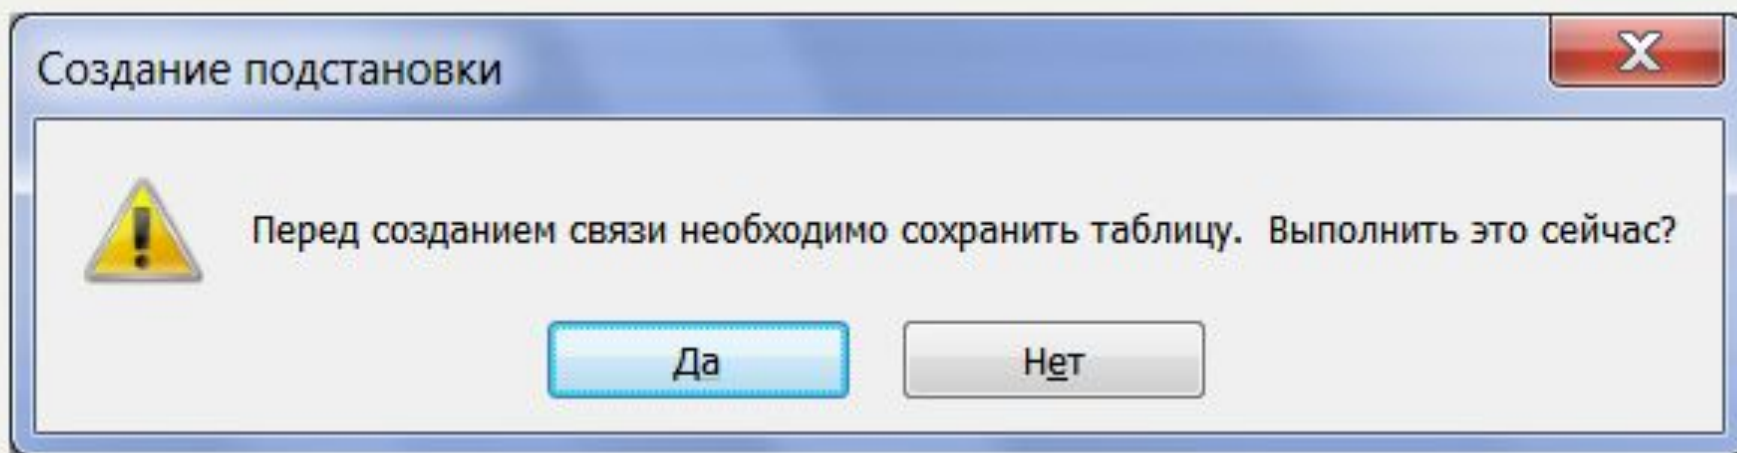 Создание подстановки
Перед созданием связи необходимо сохранить таблицу.  Выполнить это сейчас?
Да
Нет